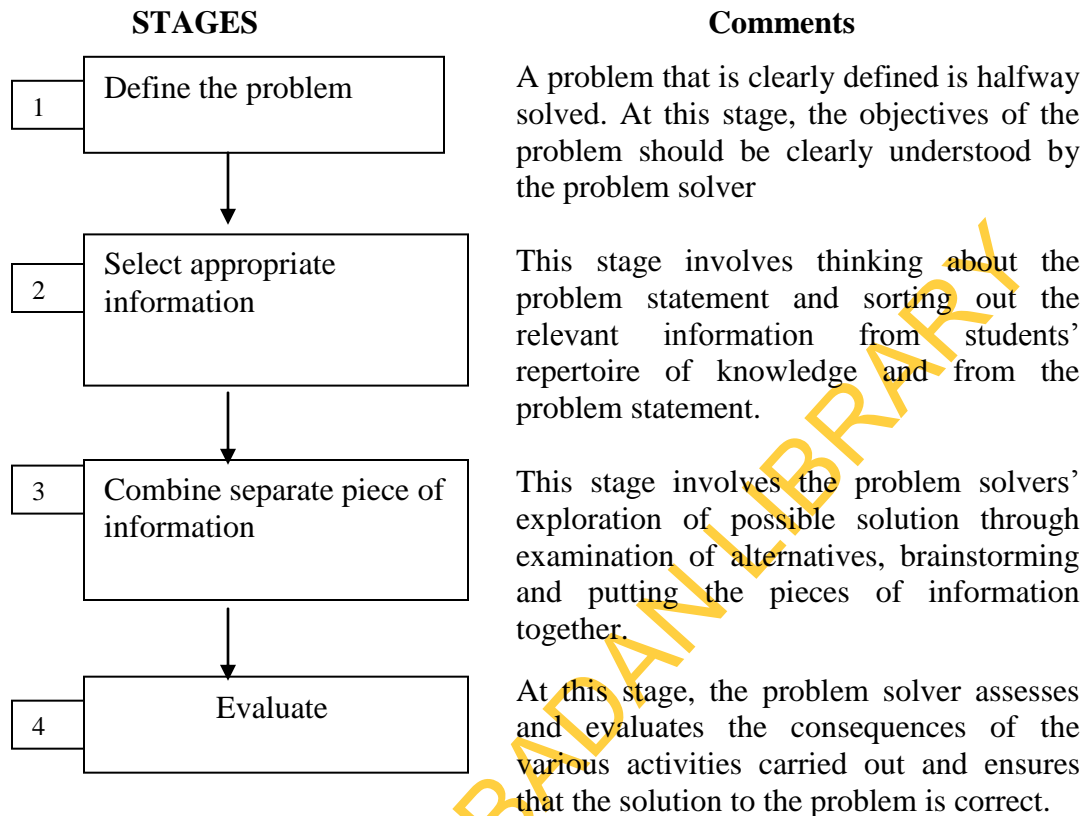 STAGES
Comments
1
Define the problem
A problem that is clearly defined is halfway
solved. At this stage, the objectives of the
problem should be clearly understood by
the problem solver
2
Select appropriate
information
This stage involves thinking about the
problem statement and sorting out the
relevant information from students’
repertoire of knowledge and from the
problem statement.
3
Combine separate piece of
information
This stage involves the problem solvers’
exploration of possible solution through
examination of alternatives, brainstorming
and putting the pieces of information
together.
4
Evaluate
At this stage, the problem solver assesses
and evaluates the consequences of the
various activities carried out and ensures
that the solution to the problem is correct.
BADAN LIBRARY